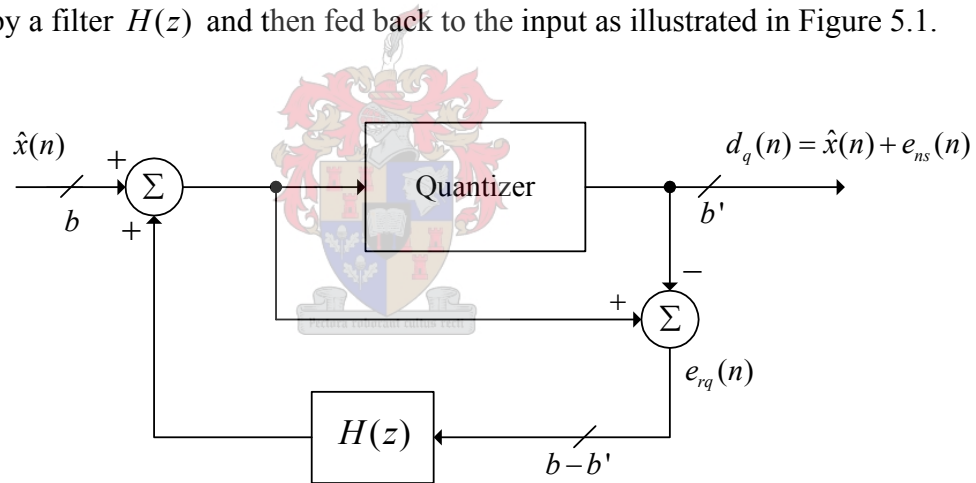 by a filter H(z) and then fed back to the input as illustrated in Figure 5.1.
x̂(n)
d_q(n) = x̂(n) + e_ns(n)
+
Σ
Quantizer
b
b'
+
−
+
Σ
Pectora roborant cultus recti
e_rq(n)
H(z)
b − b'